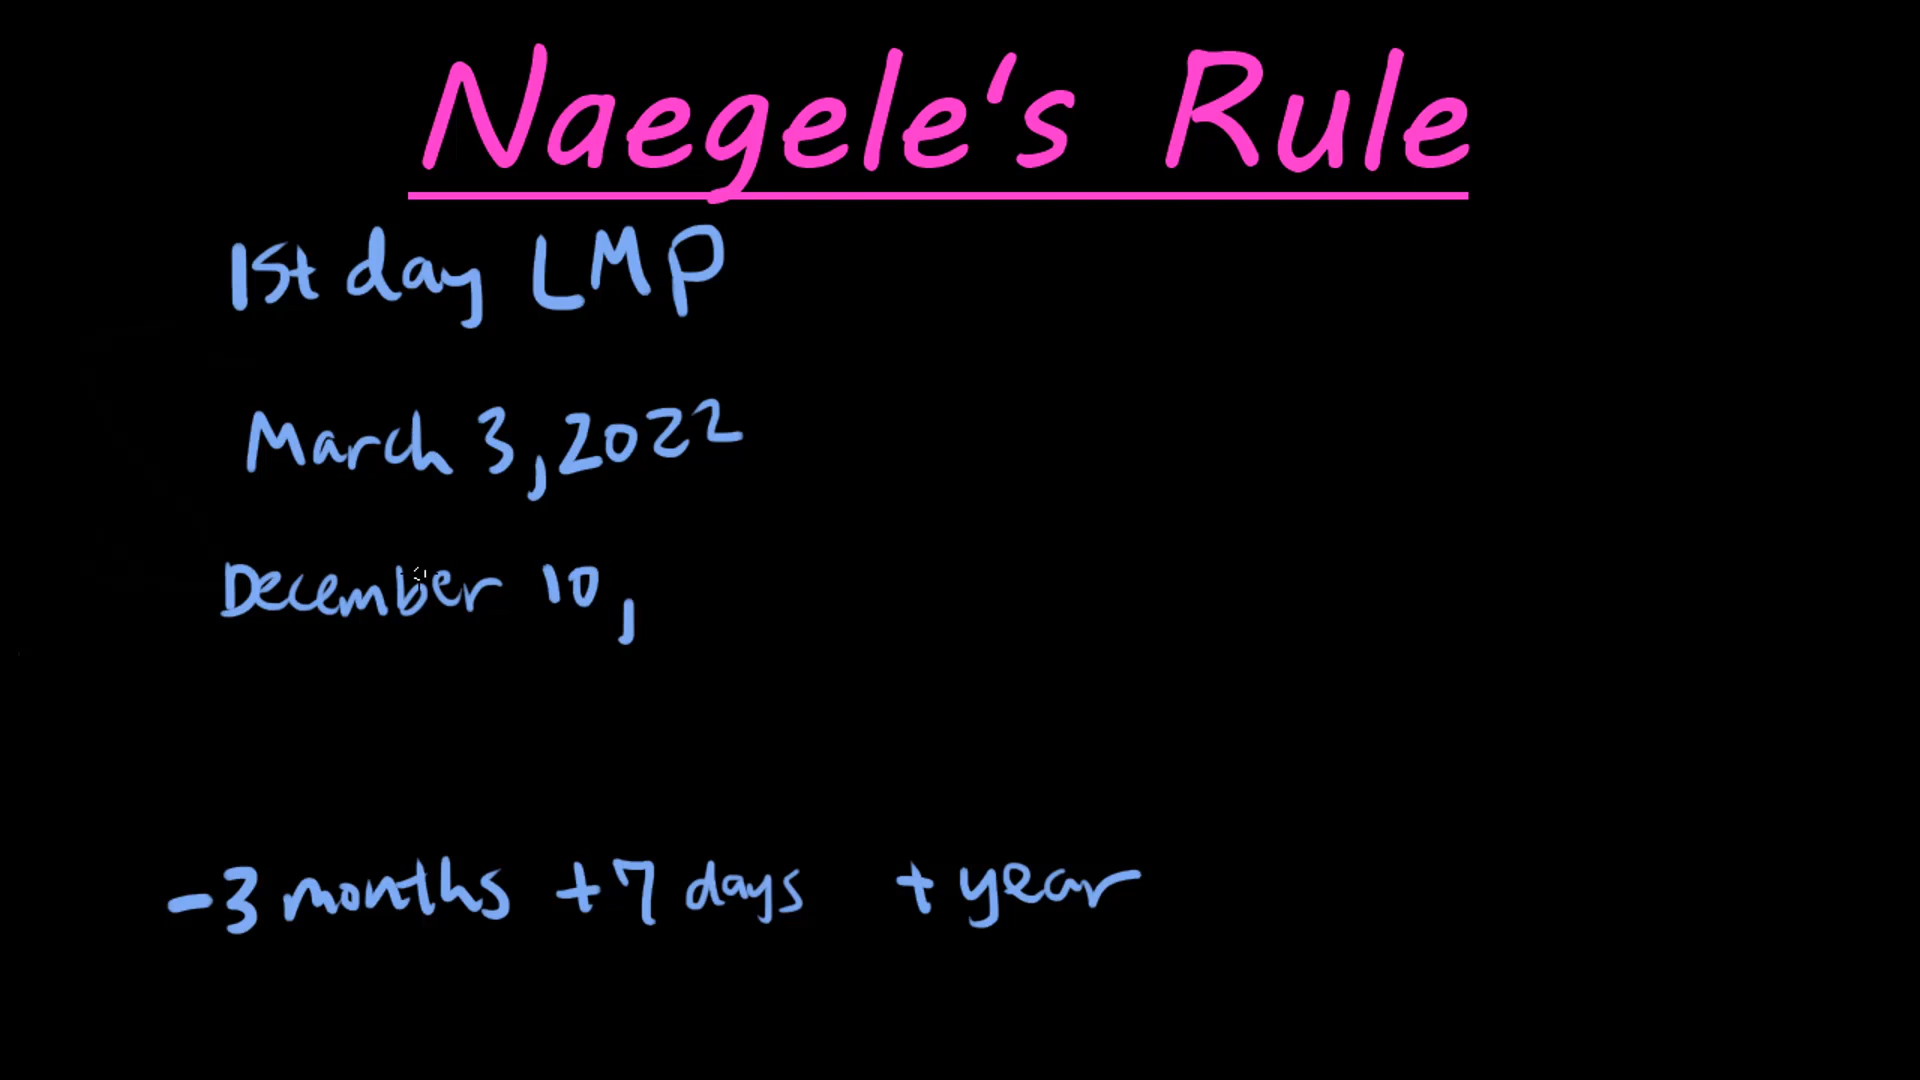 Naegele's Rule
1st day LMP
March 3, 2022
December 10,
-3 months +7 days + year